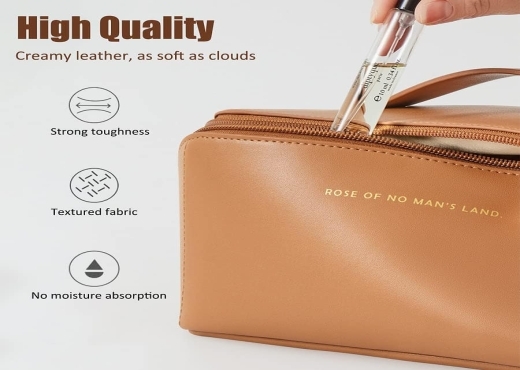 High Quality
Creamy leather, as soft as clouds
Strong toughness
Textured fabric
No moisture absorption
ROSE OF NO MAN'S LAND.